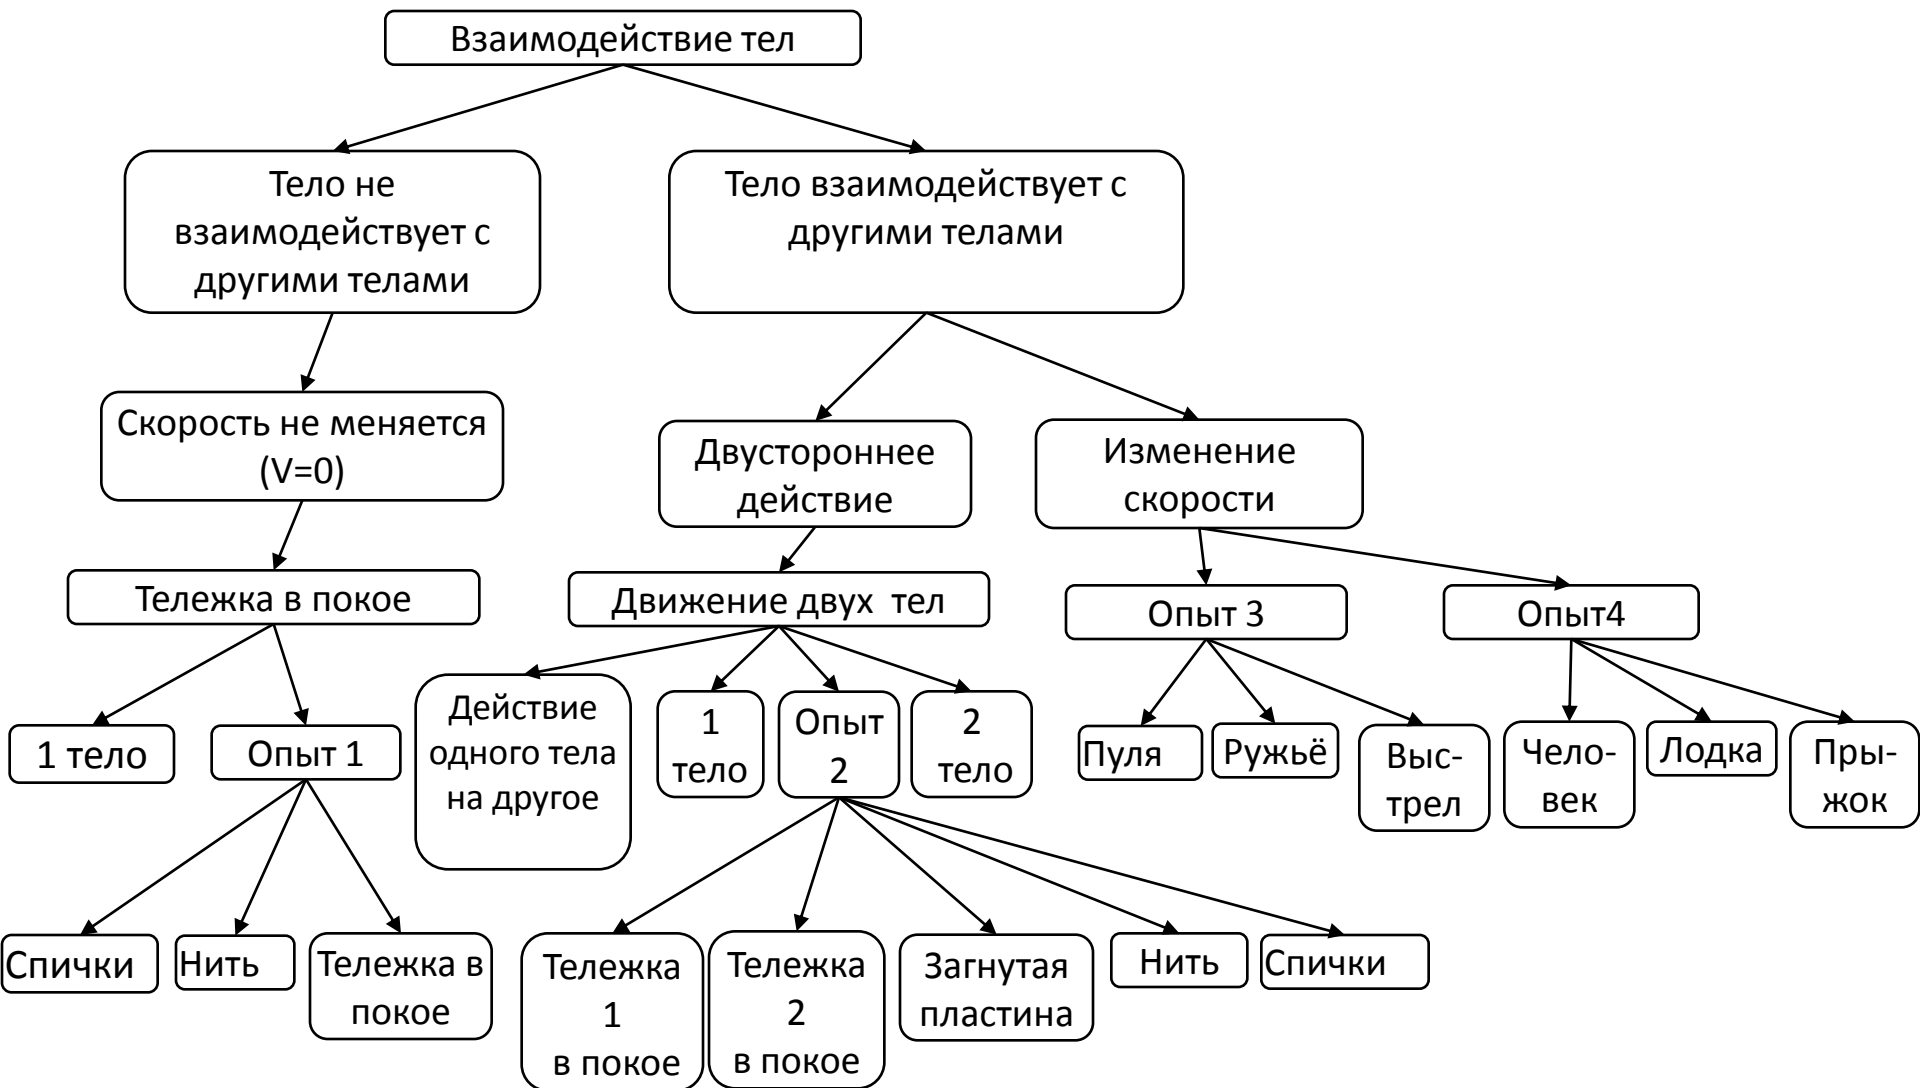 Взаимодействие тел
Тело не
взаимодействует с
другими телами
Тело взаимодействует с
другими телами
Скорость не меняется
(V=0)
Двустороннее
действие
Изменение
скорости
Тележка в покое
Движение двух тел
Опыт 3
Опыт4
1 тело
Опыт 1
Действие
одного тела
на другое
1
тело
Опыт
2
2
тело
Пуля
Ружьё
Выс-
трел
Чело-
век
Лодка
Пры-
жок
Спички
Нить
Тележка в
покое
Тележка
1
в покое
Тележка
2
в покое
Загнутая
пластина
Нить
Спички